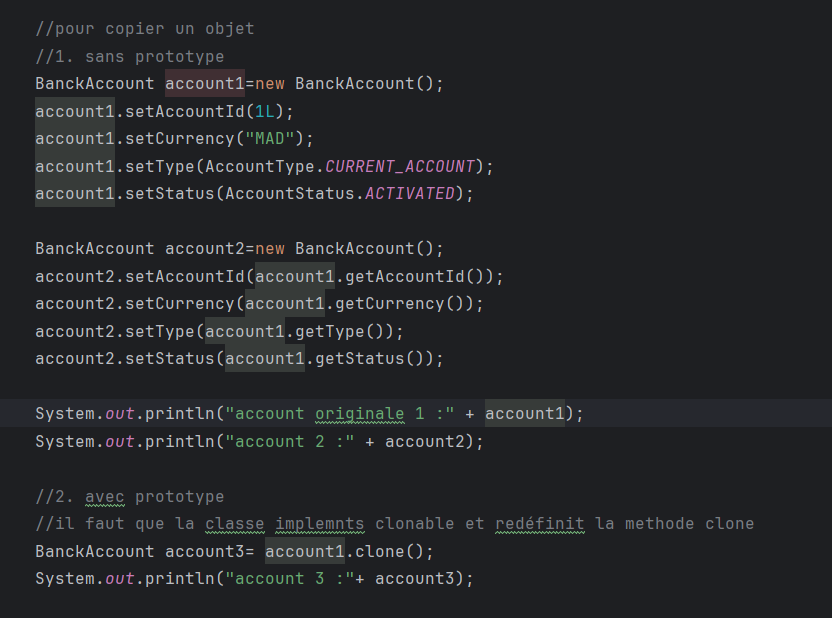 //pour copier un objet
//1. sans prototype
BanckAccount account1=new BanckAccount();
account1.setAccountId(1L);
account1.setCurrency("MAD");
account1.setType(AccountType.CURRENT_ACCOUNT);
account1.setStatus(AccountStatus.ACTIVATED);
BanckAccount account2=new BanckAccount();
account2.setAccountId(account1.getAccountId());
account2.setCurrency(account1.getCurrency());
account2.setType(account1.getType());
account2.setStatus(account1.getStatus());
System.out.println("account originale 1 :" + account1);
System.out.println("account 2 :" + account2);
//2. avec prototype
//il faut que la classe implemnts clonable et redéfinit la methode clone
BanckAccount account3= account1.clone();
System.out.println("account 3 :"+ account3);